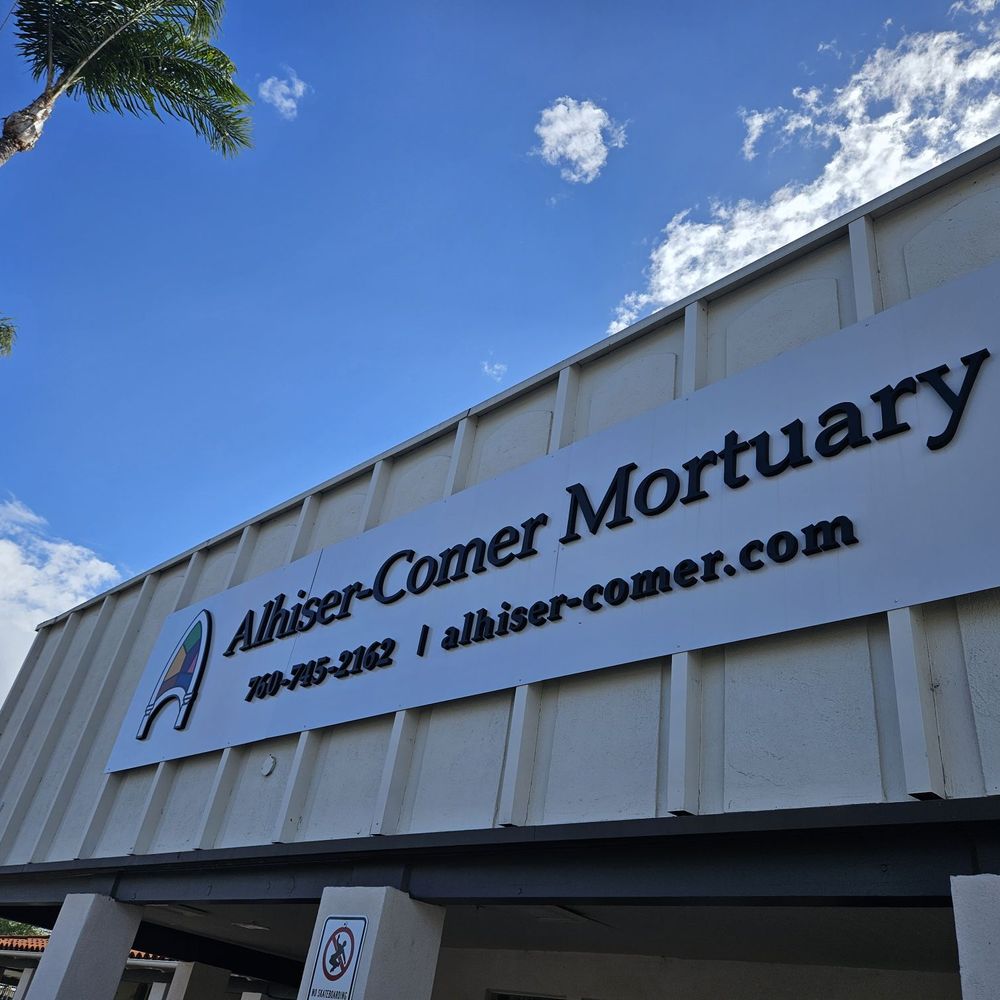 Alhiser-Comer Mortuary
760-745-2162 | alhiser-comer.com
NO SKATEBOARDING